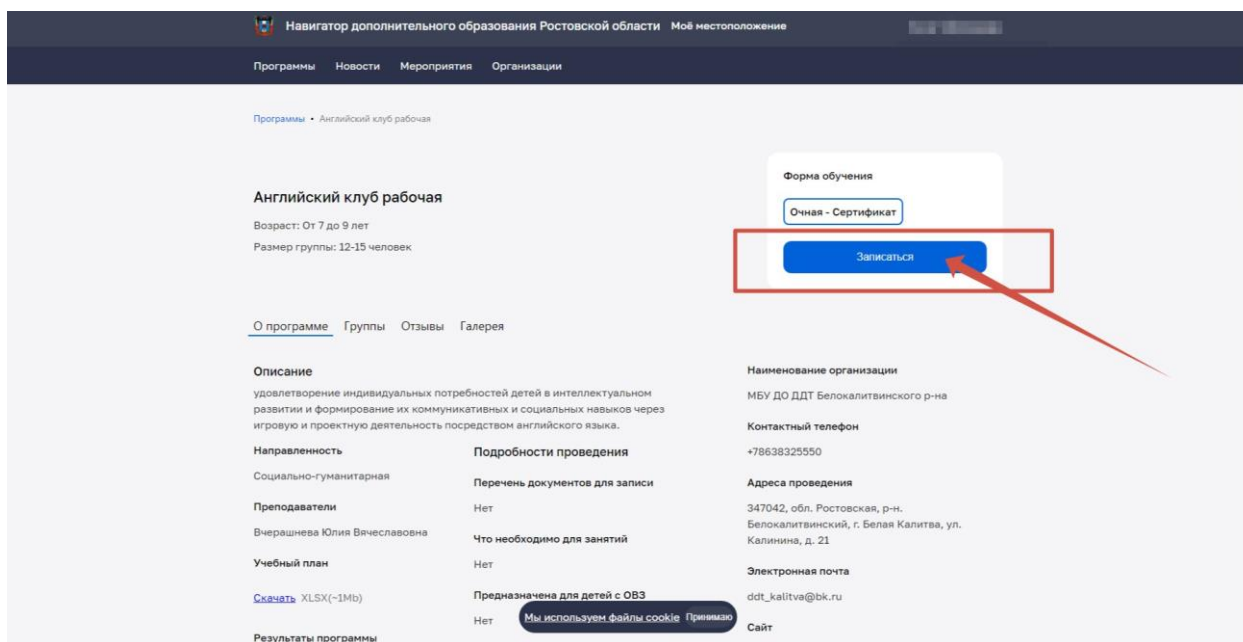 Навигатор дополнительного образования Ростовской области Моё местоположение
Программы Новости Мероприятия Организации
Программы • Английский клуб рабочая
Английский клуб рабочая
Возраст: От 7 до 9 лет
Размер группы: 12-15 человек
Форма обучения
Очная - Сертификат
Записаться
О программе Группы Отзывы Галерея
Описание
удовлетворение индивидуальных потребностей детей в интеллектуальном
развитии и формирование их коммуникативных и социальных навыков через
игровую и проектную деятельность посредством английского языка.
Направленность
Социально-гуманитарная
Преподаватели
Вчерашнева Юлия Вячеславовна
Учебный план
Скачать XLSX(~1Mb)
Результаты программы
Подробности проведения
Перечень документов для записи
Нет
Что необходимо для занятий
Нет
Предназначена для детей с ОВЗ
Нет
Наименование организации
МБУ ДО ДДТ Белокалитвинского р-на
Контактный телефон
+78638325550
Адреса проведения
347042, обл. Ростовская, р-н.
Белокалитвинский, г. Белая Калитва, ул.
Калинина, д. 21
Электронная почта
ddt_kalitva@bk.ru
Сайт
Мы используем файлы cookie Принимаю